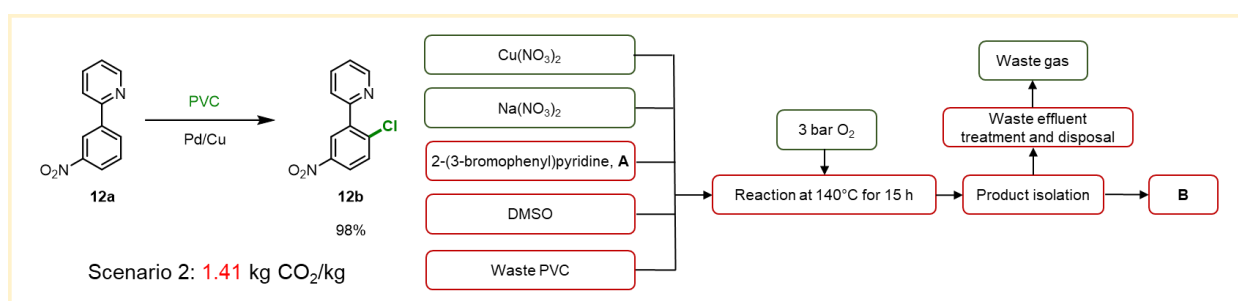 N
O₂N
12a
PVC
Pd/Cu
N
Cl
O₂N
12b
98%
Scenario 2: 1.41 kg CO₂/kg
Cu(NO₃)₂
Na(NO₃)₂
2-(3-bromophenyl)pyridine, A
DMSO
Waste PVC
3 bar O₂
Reaction at 140°C for 15 h
Waste gas
Waste effluent
treatment and disposal
Product isolation
B